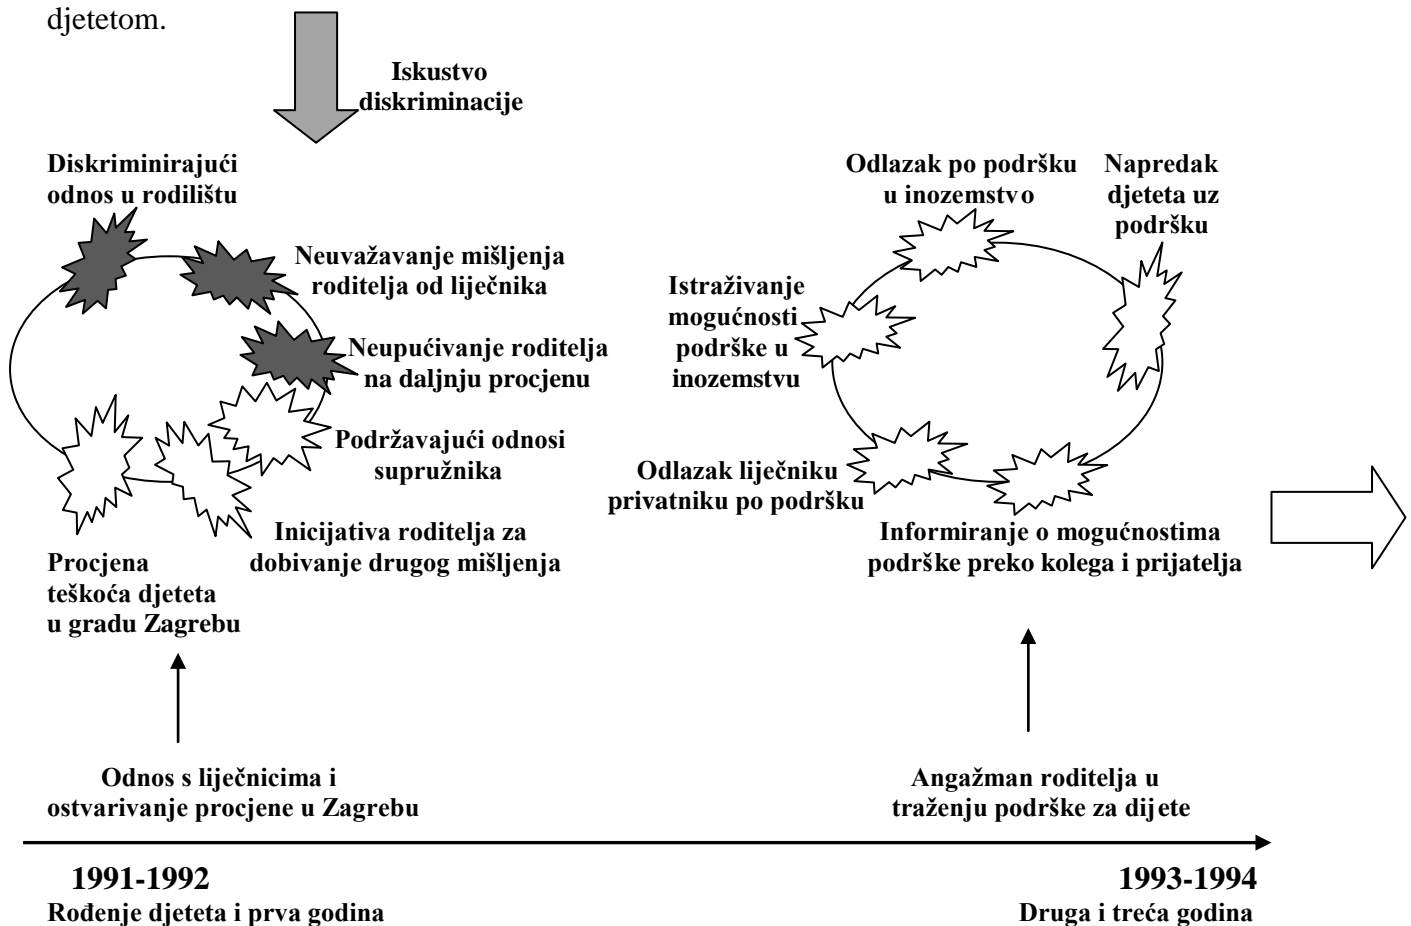 djetetom.
Iskustvo
diskriminacije
Diskriminirajući
odnos u rodilištu
Neuvažavanje mišljenja
roditelja od liječnika
Neupućivanje roditelja
na daljnju procjenu
Podržavajući odnosi
supružnika
Inicijativa roditelja za
dobivanje drugog mišljenja
Procjena
teškoća djeteta
u gradu Zagrebu
Odlazak po podršku
u inozemstvo
Napredak
djeteta uz
podršku
Istraživanje
mogućnosti
podrške u
inozemstvu
Odlazak liječniku
privatniku po podršku
Informiranje o mogućnostima
podrške preko kolega i prijatelja
Odnos s liječnicima i
ostvarivanje procjene u Zagrebu
Angažman roditelja u
traženju podrške za dijete
1991-1992
Rođenje djeteta i prva godina
1993-1994
Druga i treća godina